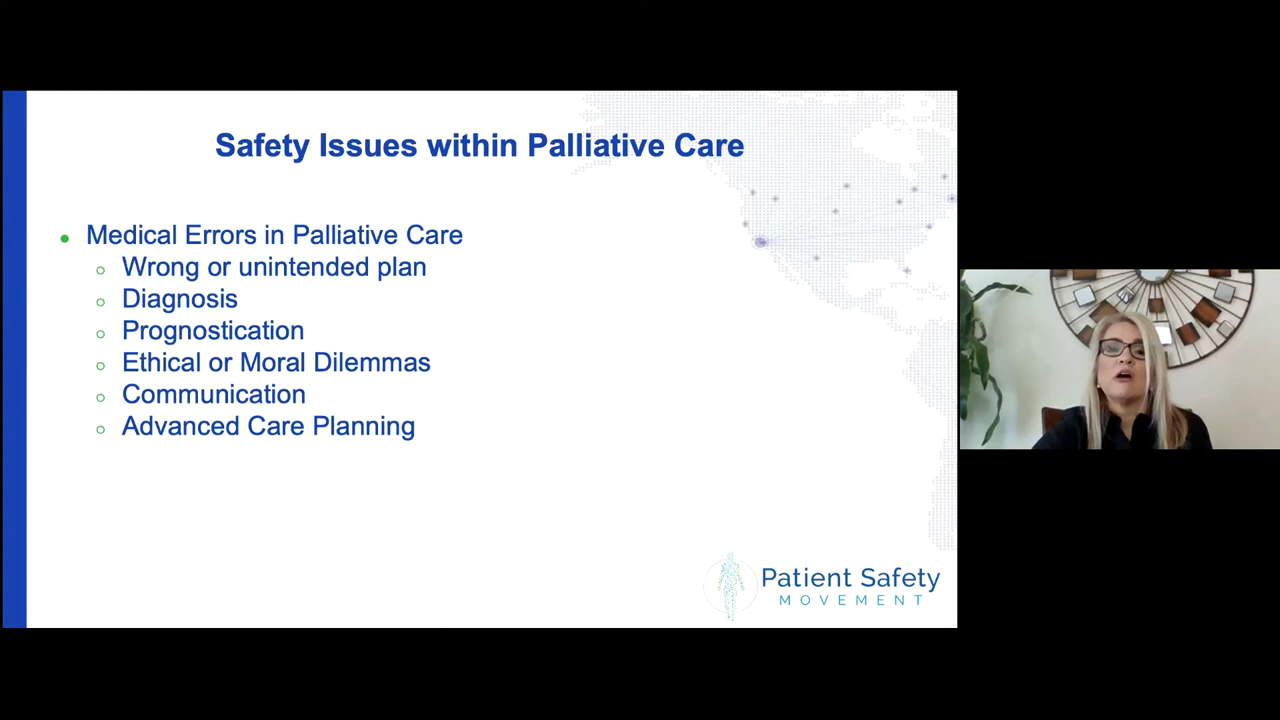 Safety Issues within Palliative Care
Medical Errors in Palliative Care
Wrong or unintended plan
Diagnosis
Prognostication
Ethical or Moral Dilemmas
Communication
Advanced Care Planning
Patient Safety
MOVEMENT